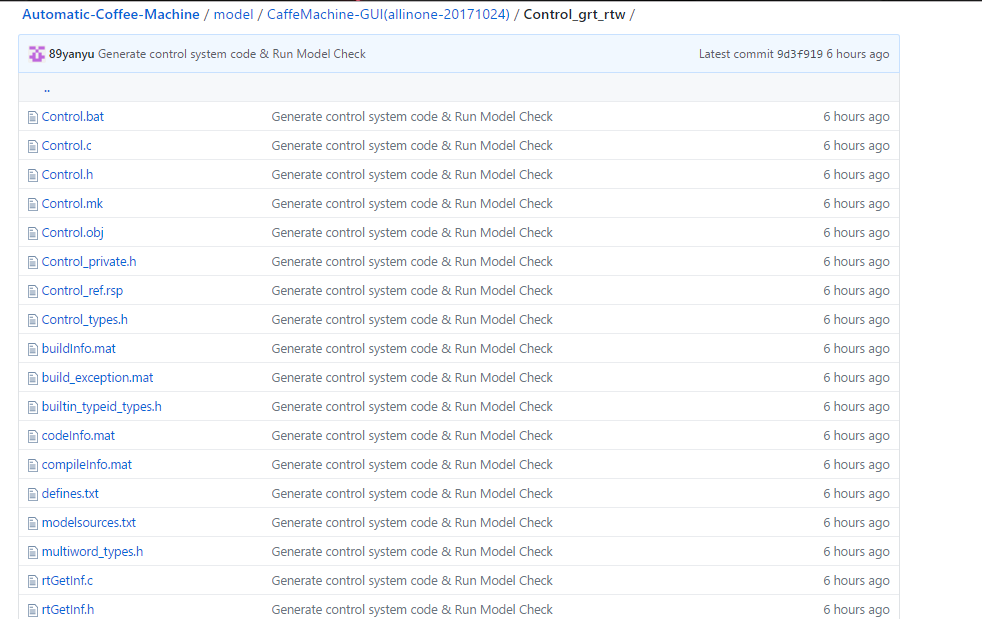 Automatic-Coffee-Machine / model / CaffeMachine-GUI(allinone-20171024) / Control_grt_rtw /
89yanyu Generate control system code & Run Model Check Latest commit 9d3f919 6 hours ago
..
Control.bat Generate control system code & Run Model Check 6 hours ago
Control.c Generate control system code & Run Model Check 6 hours ago
Control.h Generate control system code & Run Model Check 6 hours ago
Control.mk Generate control system code & Run Model Check 6 hours ago
Control.obj Generate control system code & Run Model Check 6 hours ago
Control_private.h Generate control system code & Run Model Check 6 hours ago
Control_ref.rsp Generate control system code & Run Model Check 6 hours ago
Control_types.h Generate control system code & Run Model Check 6 hours ago
buildInfo.mat Generate control system code & Run Model Check 6 hours ago
build_exception.mat Generate control system code & Run Model Check 6 hours ago
builtin_typeid_types.h Generate control system code & Run Model Check 6 hours ago
codeInfo.mat Generate control system code & Run Model Check 6 hours ago
compileInfo.mat Generate control system code & Run Model Check 6 hours ago
defines.txt Generate control system code & Run Model Check 6 hours ago
modelsources.txt Generate control system code & Run Model Check 6 hours ago
multiword_types.h Generate control system code & Run Model Check 6 hours ago
rtGetInf.c Generate control system code & Run Model Check 6 hours ago
rtGetInf.h Generate control system code & Run Model Check 6 hours ago